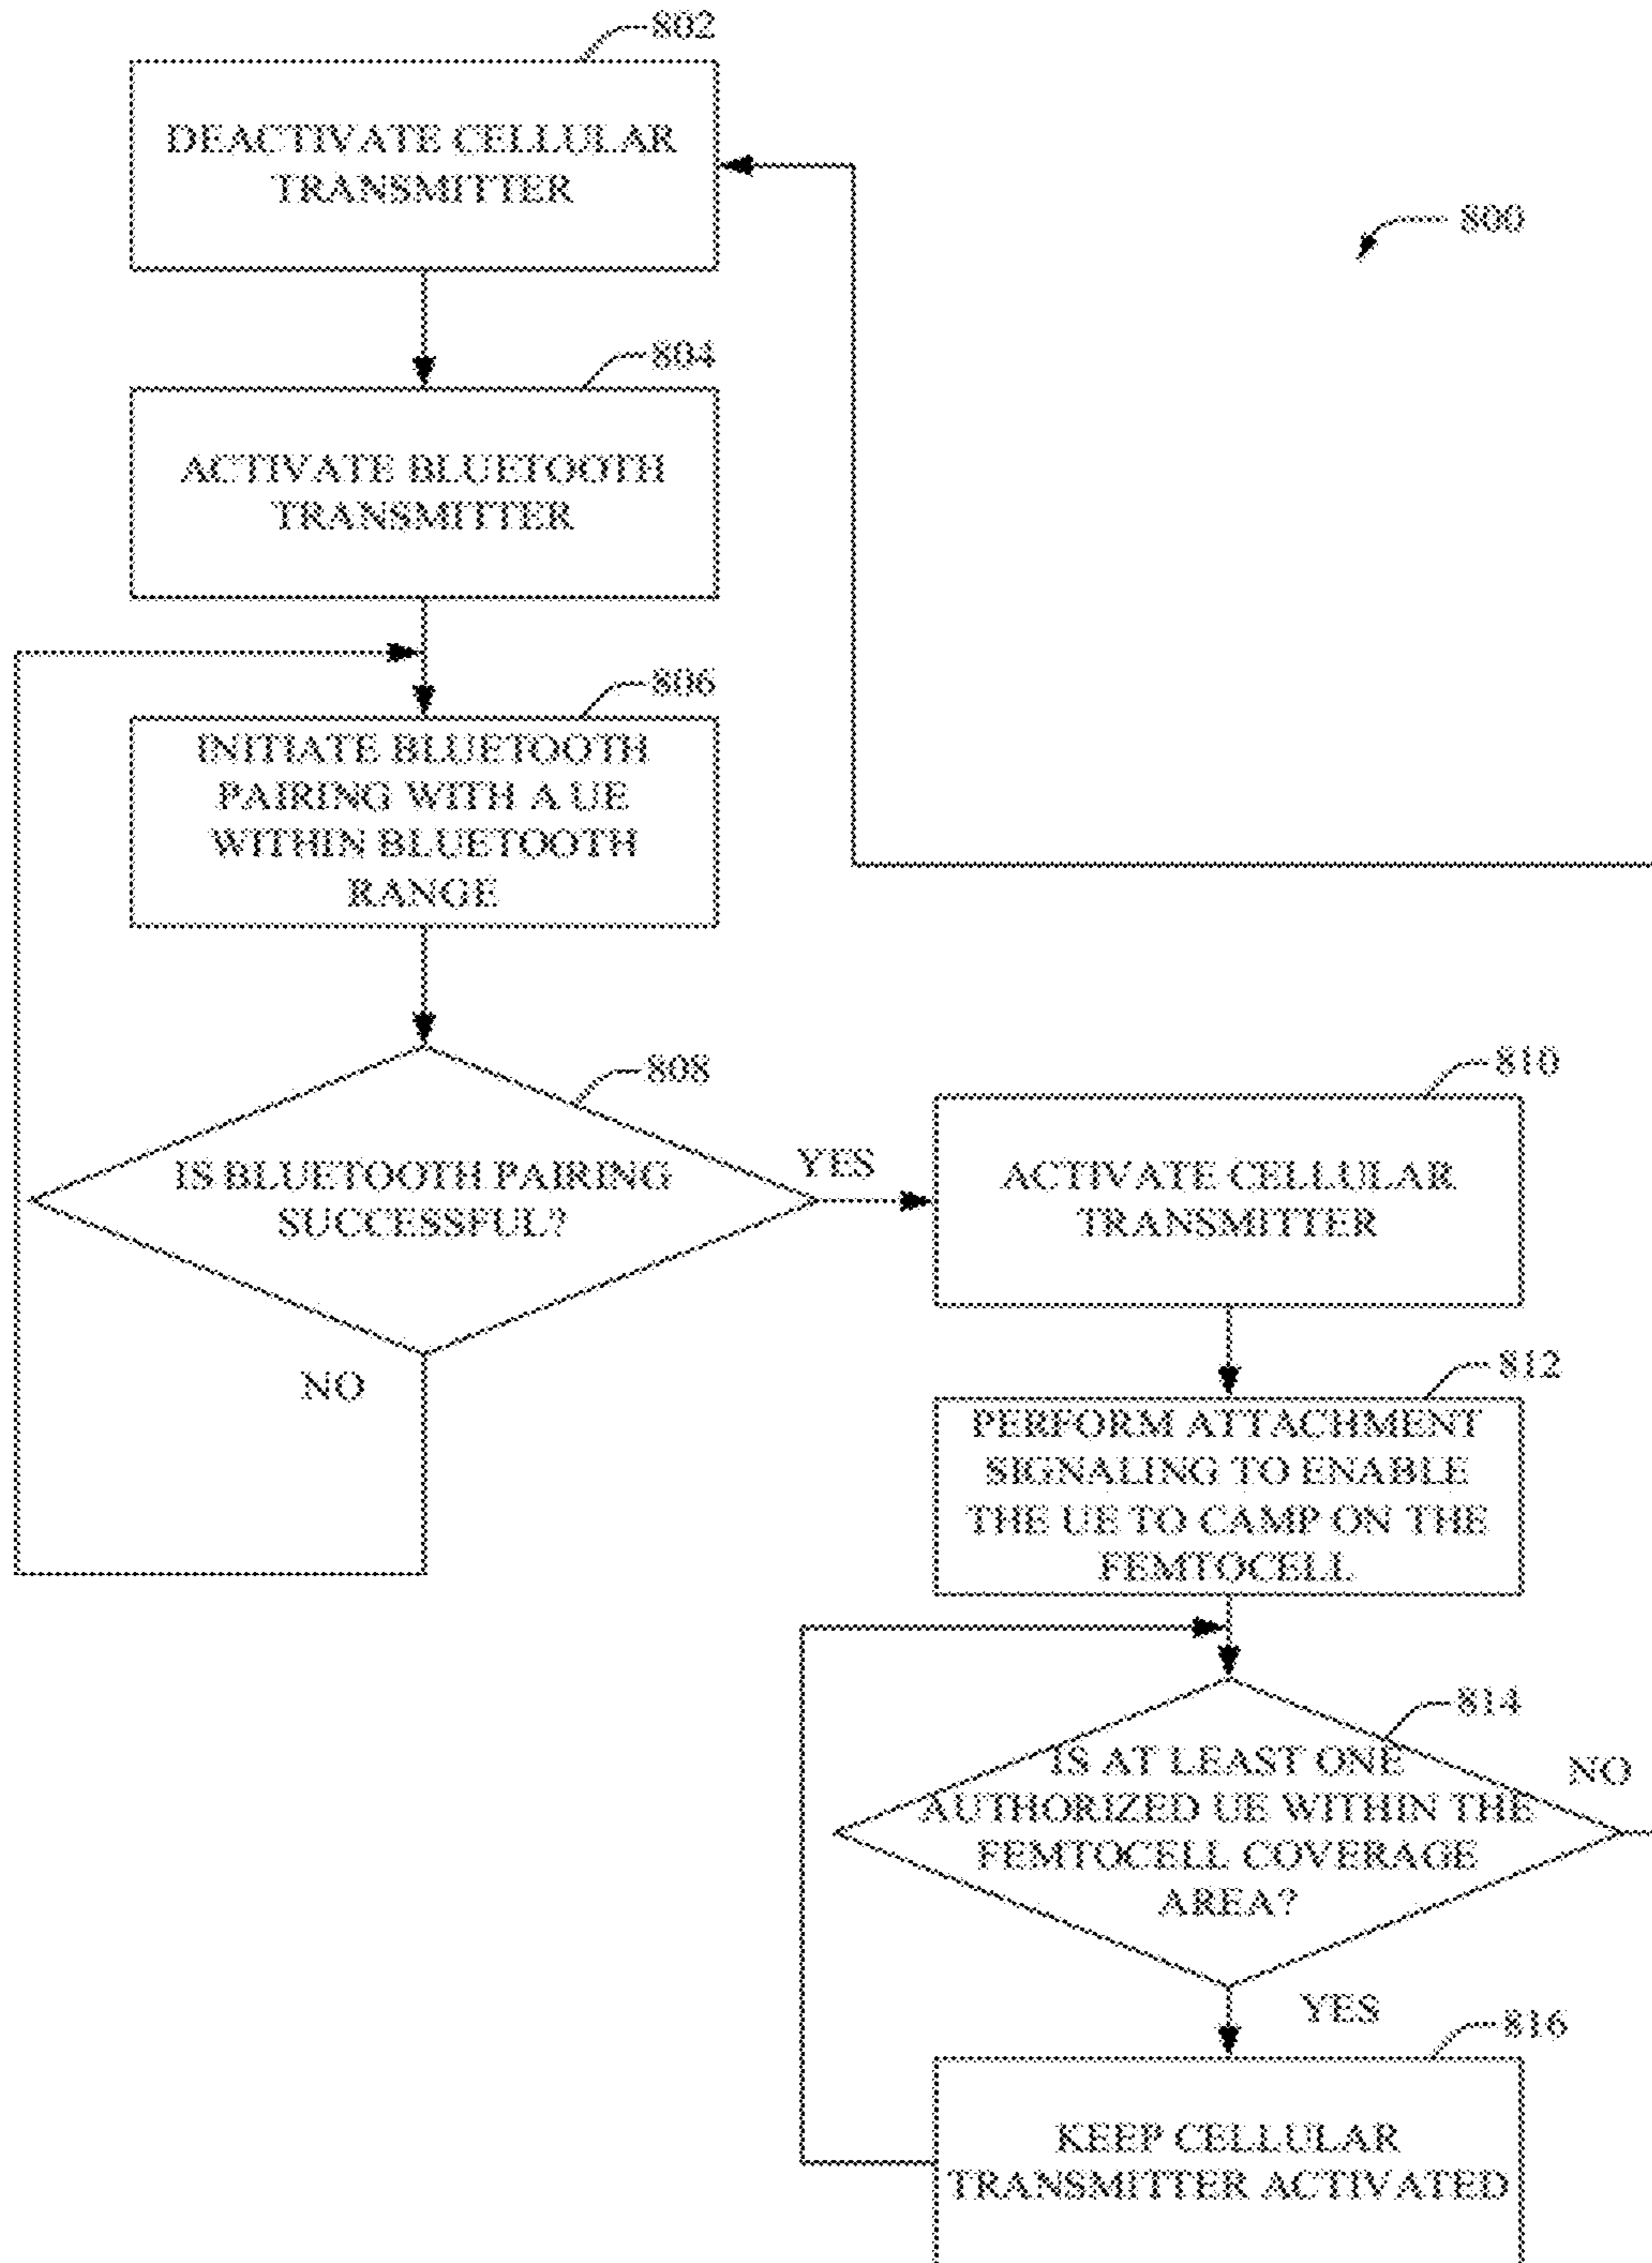 802
DEACTIVATE CELLULAR
TRANSMITTER
800
804
ACTIVATE BLUETOOTH
TRANSMITTER
806
INITIATE BLUETOOTH
PAIRING WITH A UE
WITHIN BLUETOOTH
RANGE
808
IS BLUETOOTH PAIRING
SUCCESSFUL?
YES
NO
810
ACTIVATE CELLULAR
TRANSMITTER
812
PERFORM ATTACHMENT
SIGNALING TO ENABLE
THE UE TO CAMP ON THE
FEMTOCELL
814
IS AT LEAST ONE
AUTHORIZED UE WITHIN THE
FEMTOCELL COVERAGE
AREA?
NO
YES
816
KEEP CELLULAR
TRANSMITTER ACTIVATED